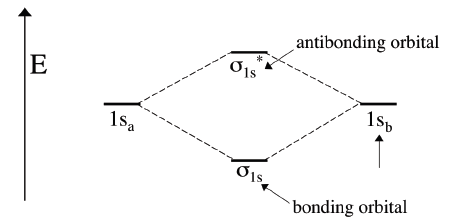 antibonding orbital
E
σ1s*
1sa
1sb
σ1s
bonding orbital